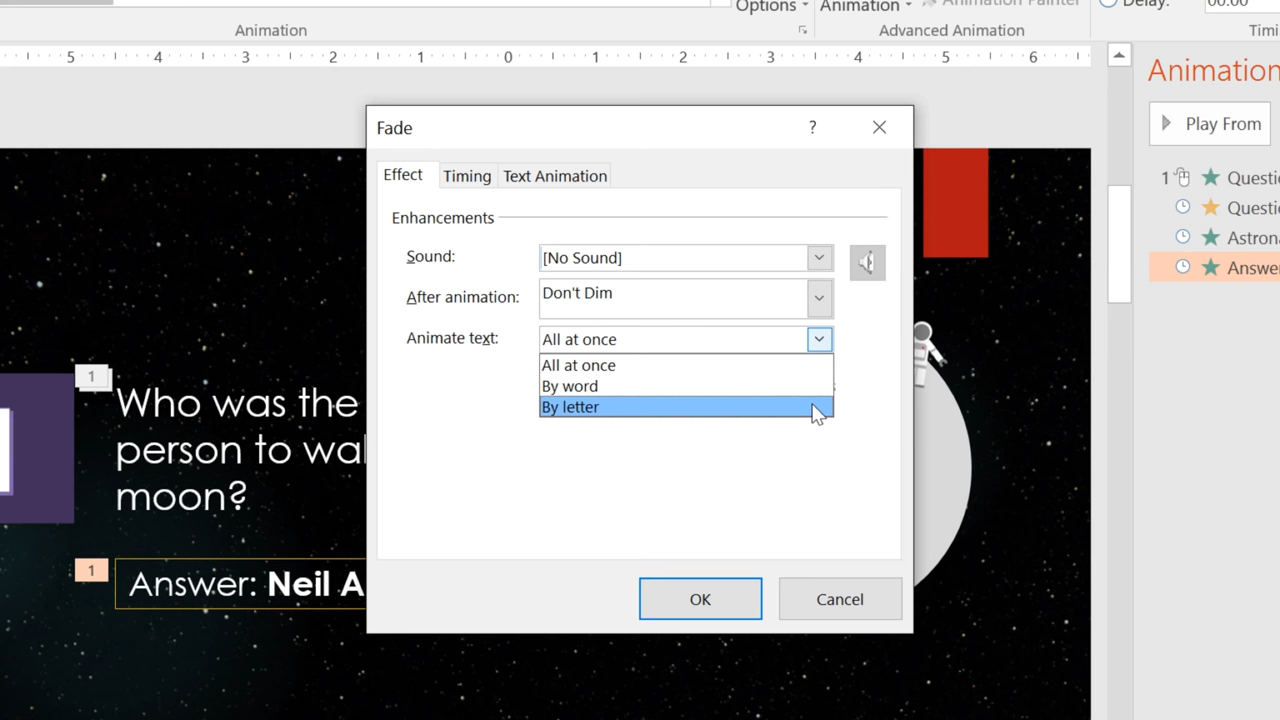 Options
Animation
Animation Painter
Delay:
00.00
Animation
Advanced Animation
Timi
5 4 3 2 1 0 1 2 3 4 5 6
Animation
Play From
1 Questi
Questi
Astrona
Answe
Fade
?
Effect Timing Text Animation
Enhancements
Sound: [No Sound]
After animation: Don't Dim
Animate text: All at once
All at once
By word
By letter
OK Cancel
1
Who was the
person to wal
moon?
1
Answer: Neil A